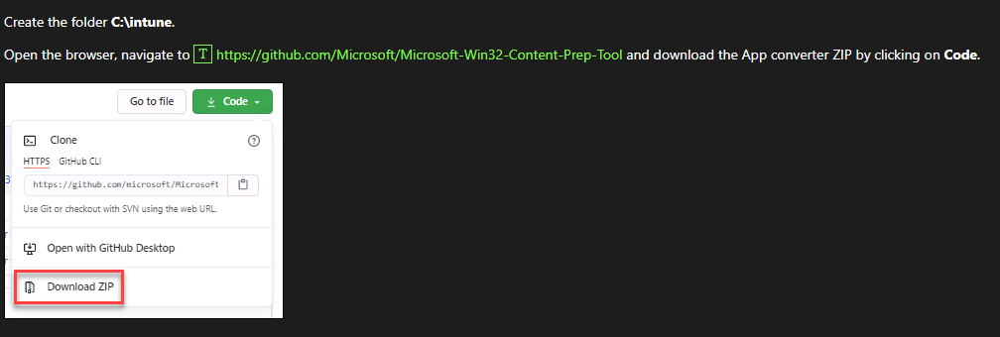 Create the folder C:\intune.
Open the browser, navigate to T https://github.com/Microsoft/Microsoft-Win32-Content-Prep-Tool and download the App converter ZIP by clicking on Code.
Go to file Code
Clone
HTTPS GitHub CLI
3
https://github.com/microsoft/Microsoft
Use Git or checkout with SVN using the web URL.
r
Open with GitHub Desktop
r
Download ZIP